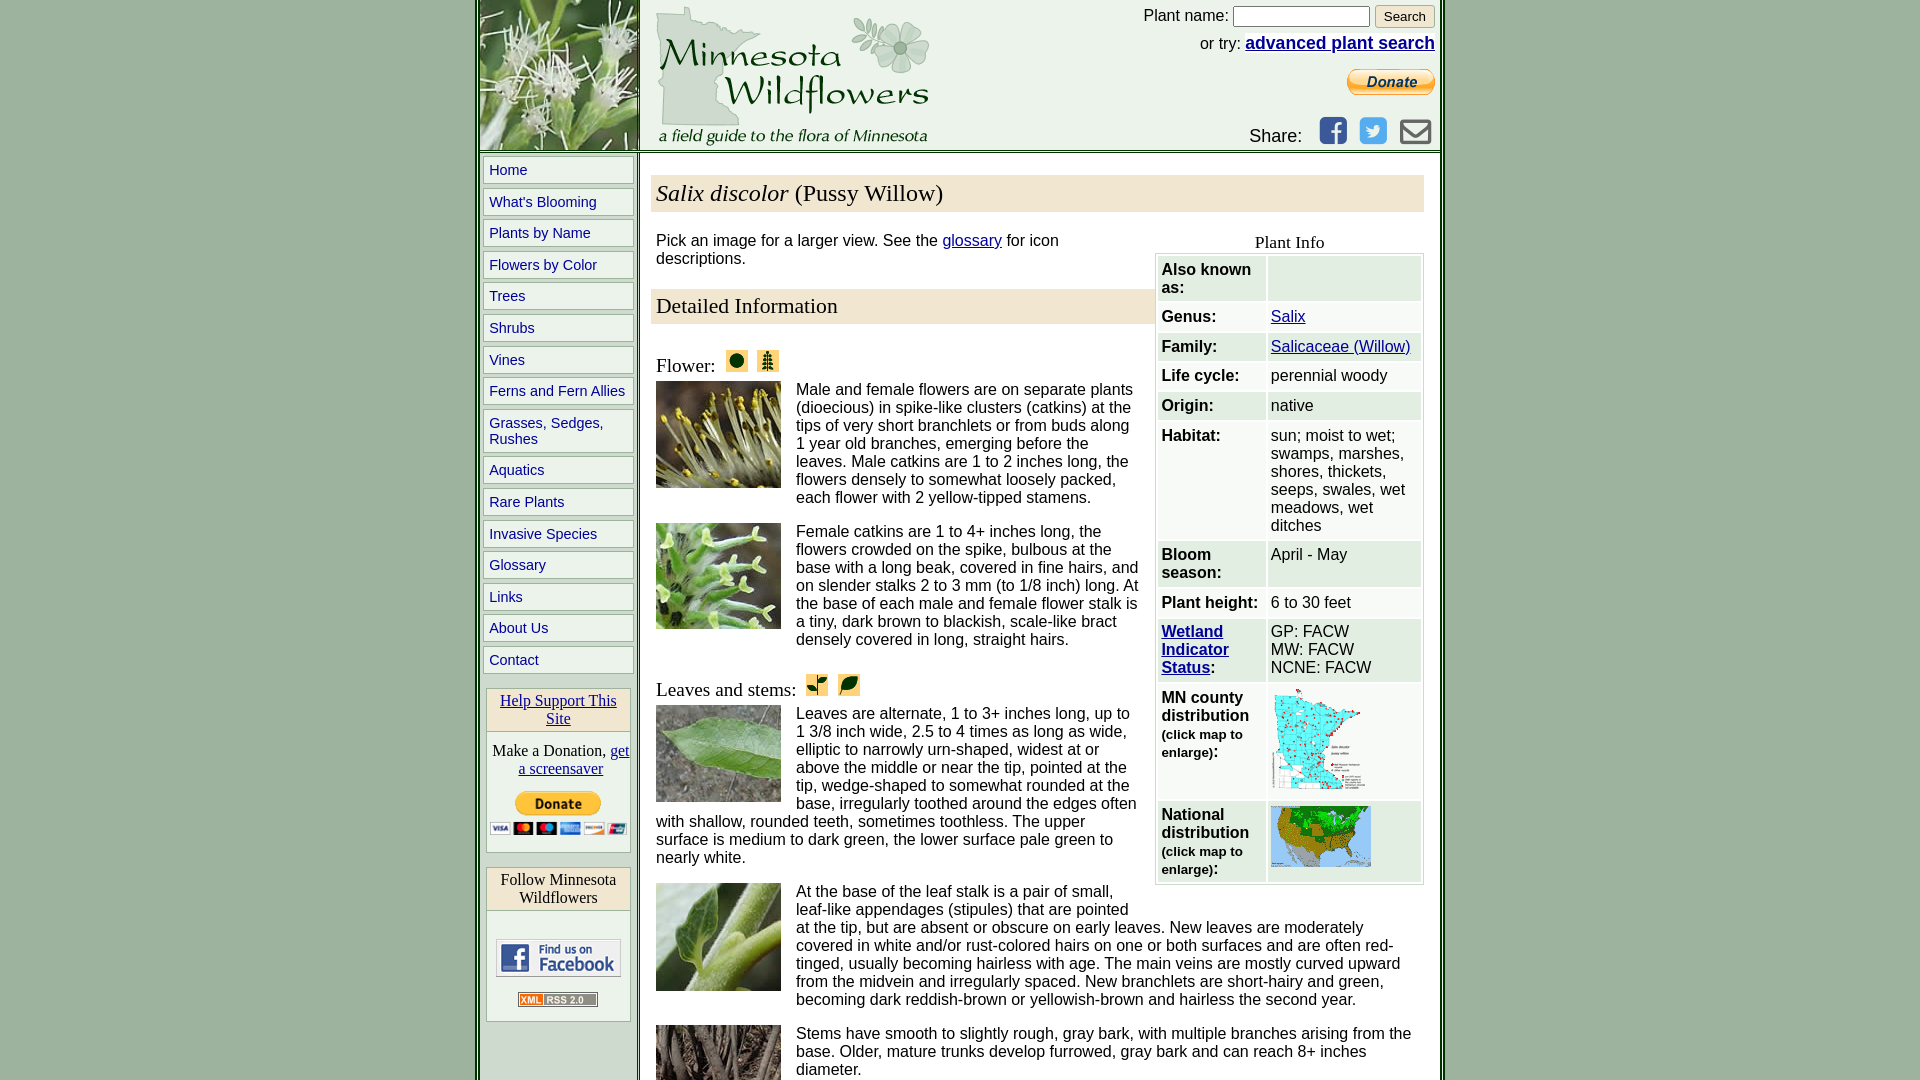 Minnesota
Wildflowers
a field guide to the flora of Minnesota
Plant name:
Search
or try: advanced plant search
Donate
Share:
Home
What's Blooming
Plants by Name
Flowers by Color
Trees
Shrubs
Vines
Ferns and Fern Allies
Grasses, Sedges,
Rushes
Aquatics
Rare Plants
Invasive Species
Glossary
Links
About Us
Contact
Help Support This
Site
Make a Donation, get
a screensaver
Donate
VISA
Follow Minnesota
Wildflowers
Find us on
Facebook
XML RSS 2.0
Salix discolor (Pussy Willow)
Pick an image for a larger view. See the glossary for icon
descriptions.
Detailed Information
Flower:
Male and female flowers are on separate plants
(dioecious) in spike-like clusters (catkins) at the
tips of very short branchlets or from buds along
1 year old branches, emerging before the
leaves. Male catkins are 1 to 2 inches long, the
flowers densely to somewhat loosely packed,
each flower with 2 yellow-tipped stamens.
Female catkins are 1 to 4+ inches long, the
flowers crowded on the spike, bulbous at the
base with a long beak, covered in fine hairs, and
on slender stalks 2 to 3 mm (to 1/8 inch) long. At
the base of each male and female flower stalk is
a tiny, dark brown to blackish, scale-like bract
densely covered in long, straight hairs.
Leaves and stems:
Leaves are alternate, 1 to 3+ inches long, up to
1 3/8 inch wide, 2.5 to 4 times as long as wide,
elliptic to narrowly urn-shaped, widest at or
above the middle or near the tip, pointed at the
tip, wedge-shaped to somewhat rounded at the
base, irregularly toothed around the edges often
with shallow, rounded teeth, sometimes toothless. The upper
surface is medium to dark green, the lower surface pale green to
nearly white.
At the base of the leaf stalk is a pair of small,
leaf-like appendages (stipules) that are pointed
at the tip, but are absent or obscure on early leaves. New leaves are moderately
covered in white and/or rust-colored hairs on one or both surfaces and are often red-
tinged, usually becoming hairless with age. The main veins are mostly curved upward
from the midvein and irregularly spaced. New branchlets are short-hairy and green,
becoming dark reddish-brown or yellowish-brown and hairless the second year.
Stems have smooth to slightly rough, gray bark, with multiple branches arising from the
base. Older, mature trunks develop furrowed, gray bark and can reach 8+ inches
diameter.
Plant Info
Also known
as:
Genus: Salix
Family: Salicaceae (Willow)
Life cycle: perennial woody
Origin: native
Habitat: sun; moist to wet;
swamps, marshes,
shores, thickets,
seeps, swales, wet
meadows, wet
ditches
Bloom April - May
season:
Plant height: 6 to 30 feet
Wetland GP: FACW
Indicator MW: FACW
Status: NCNE: FACW
MN county
distribution
(click map to
enlarge):
National
distribution
(click map to
enlarge):